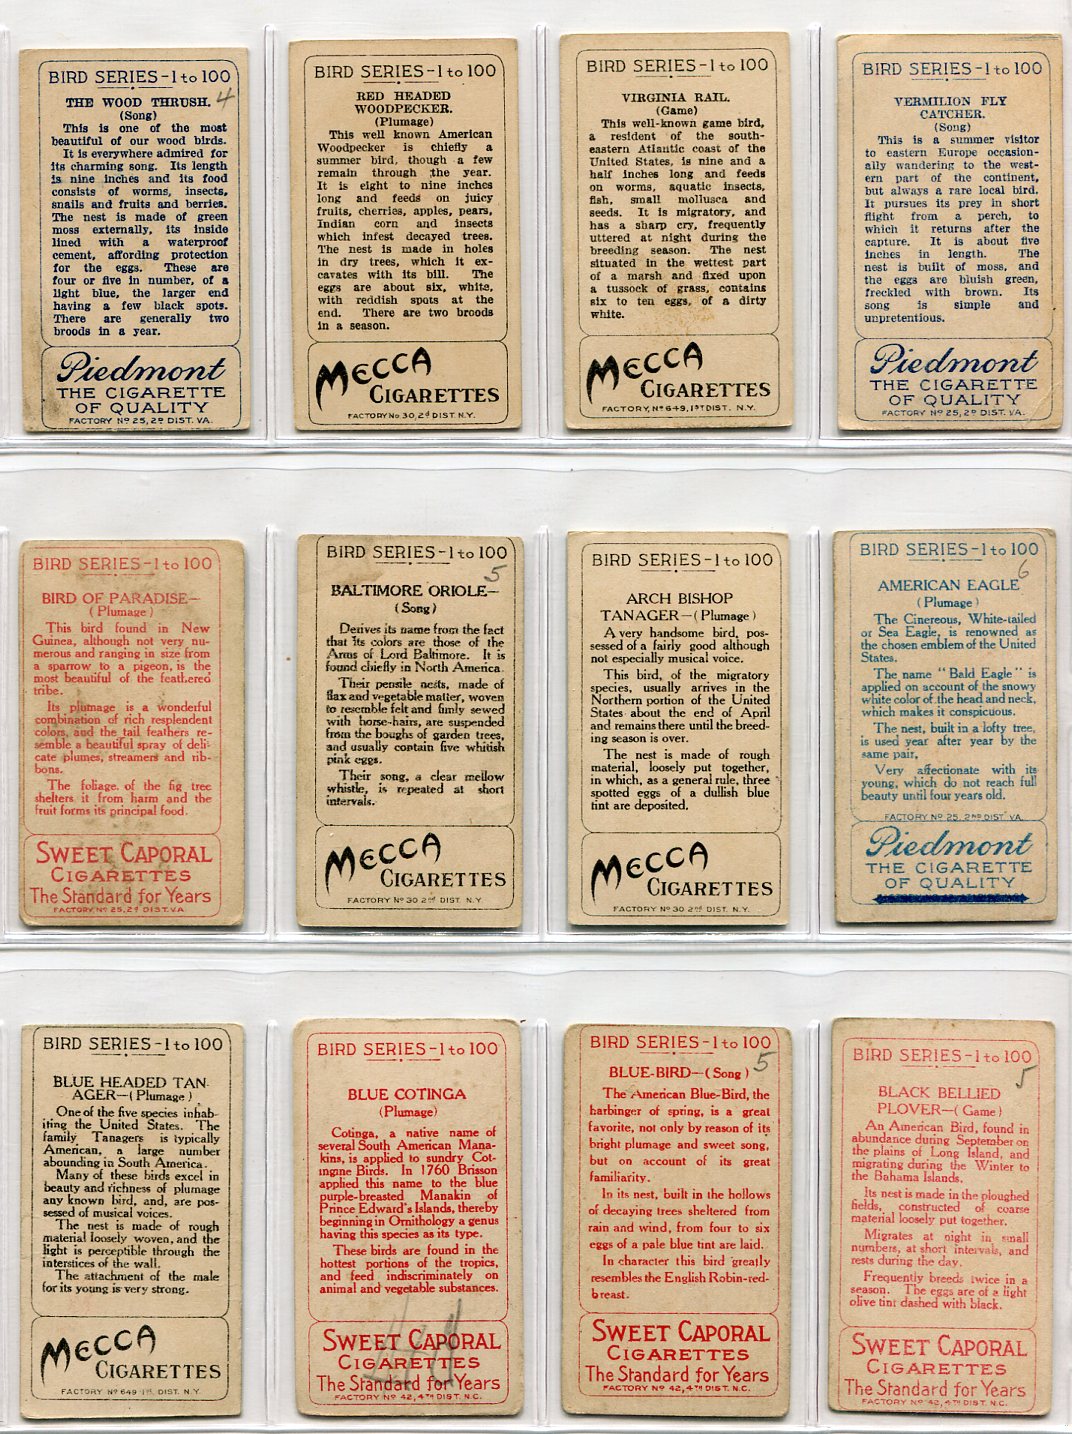 BIRD SERIES-1 to 100
THE WOOD THRUSH. 4
(Song)
This is one of the most
beautiful of our wood birds.
It is everywhere admired for
its charming song. Its length
is nine inches and its food
consists of worms, insects,
snails and fruits and berries.
The nest is made of green
moss externally, its inside
lined with a waterproof
cement, affording protection
for the eggs. These are
four or five in number, of a
light blue, the larger end
having a few black spots.
There are generally two
broods in a year.
Piedmont
THE CIGARETTE
OF QUALITY
FACTORY No 25, 2D DIST. VA.
BIRD SERIES-1 to 100
RED HEADED
WOODPECKER.
(Plumage)
This well known American
Woodpecker is chiefly a
summer bird, though a few
remain through the year.
It is eight to nine inches
long and feeds on juicy
fruits, cherries, apples, pears,
Indian corn and insects
which infest decayed trees.
The nest is made in holes
in dry trees, which it ex-
cavates with its bill. The
eggs are about six, white,
with reddish spots at the
end. There are two broods
in a season.
MECCA
CIGARETTES
FACTORY No 30, 2d DIST. N.Y.
BIRD SERIES-1 to 100
VIRGINIA RAIL.
(Game)
This well-known game bird,
a resident of the south-
eastern Atlantic coast of the
United States, is nine and a
half inches long and feeds
on worms, aquatic insects,
fish, small mollusca and
seeds. It is migratory, and
has a sharp cry, frequently
uttered at night during the
breeding season. The nest
situated in the wettest part
of a marsh and fixed upon
a tussock of grass, contains
six to ten eggs, of a dirty
white.
MECCA
CIGARETTES
FACTORY, No 649, 1ST DIST. N.Y.
BIRD SERIES-1 to 100
VERMILION FLY
CATCHER.
(Song)
This is a summer visitor
to eastern Europe occasion-
ally wandering to the west-
ern part of the continent,
but always a rare local bird.
It pursues its prey in short
flight from a perch, to
which it returns after the
capture. It is about five
inches in length. The
nest is built of moss, and
the eggs are bluish green,
freckled with brown. Its
song is simple and
unpretentious.
Piedmont
THE CIGARETTE
OF QUALITY
FACTORY No 25, 2D DIST. VA.
BIRD SERIES-1 to 100
BIRD OF PARADISE—
(Plumage)
This bird found in New
Guinea, although not very nu-
merous and ranging in size from
a sparrow to a pigeon, is the
most beautiful of the feathered
tribe.
Its plumage is a wonderful
combination of rich resplendent
colors, and the tail feathers re-
semble a beautiful spray of deli-
cate plumes, streamers and rib-
bons.
The foliage of the fig tree
shelters it from harm and the
fruit forms its principal food.
SWEET CAPORAL
CIGARETTES
The Standard for Years
FACTORY No 25, 2d DIST. VA
BIRD SERIES-1 to 100
5
BALTIMORE ORIOLE—
(Song)
Derives its name from the fact
that its colors are those of the
Arms of Lord Baltimore. It is
found chiefly in North America.
Their pensile nests, made of
flax and vegetable matter, woven
to resemble felt and firmly sewed
with horse-hairs, are suspended
from the boughs of garden trees,
and usually contain five whitish
pink eggs.
Their song, a clear mellow
whistle, is repeated at short
intervals.
MECCA
CIGARETTES
FACTORY No 30 2nd DIST. N.Y
BIRD SERIES-1 to 100
ARCH BISHOP
TANAGER—(Plumage)
A very handsome bird, pos-
sessed of a fairly good although
not especially musical voice.
This bird, of the migratory
species, usually arrives in the
Northern portion of the United
States about the end of April
and remains there until the breed-
ing season is over.
The nest is made of rough
material, loosely put together,
in which, as a general rule, three
spotted eggs of a dullish blue
tint are deposited.
MECCA
CIGARETTES
FACTORY No 30 2nd DIST. N.Y.
BIRD SERIES-1 to 100
6
AMERICAN EAGLE
(Plumage)
The Cinereous, White-tailed
or Sea Eagle, is renowned as
the chosen emblem of the United
States.
The name "Bald Eagle" is
applied on account of the snowy
white color of the head and neck,
which makes it conspicuous.
The nest, built in a lofty tree,
is used year after year by the
same pair.
Very affectionate with its
young, which do not reach full
beauty until four years old.
FACTORY No 25, 2ND DIST. VA.
Piedmont
THE CIGARETTE
OF QUALITY
BIRD SERIES-1 to 100
BLUE HEADED TAN-
AGER—(Plumage)
One of the five species inhab-
iting the United States. The
family Tanagers is typically
American, a large number
abounding in South America.
Many of these birds excel in
beauty and richness of plumage
any known bird, and, are pos-
sessed of musical voices.
The nest is made of rough
material loosely woven, and the
light is perceptible through the
interstices of the wall.
The attachment of the male
for its young is very strong.
MECCA
CIGARETTES
FACTORY No 649 1st DIST. N.Y.
BIRD SERIES-1 to 100
BLUE COTINGA
(Plumage)
Cotinga, a native name of
several South American Mana-
kins, is applied to sundry Cot-
ingine Birds. In 1760 Brisson
applied this name to the blue
purple-breasted Manakin of
Prince Edward's Islands, thereby
beginning in Ornithology a genus
having this species as its type.
These birds are found in the
hottest portions of the tropics,
and feed indiscriminately on
animal and vegetable substances.
SWEET CAPORAL
CIGARETTES
The Standard for Years
FACTORY No 42, 4TH DIST. N.C.
BIRD SERIES-1 to 100
BLUE-BIRD—(Song) 5
The American Blue-Bird, the
harbinger of spring, is a great
favorite, not only by reason of its
bright plumage and sweet song,
but on account of its great
familiarity.
In its nest, built in the hollows
of decaying trees sheltered from
rain and wind, from four to six
eggs of a pale blue tint are laid.
In character this bird greatly
resembles the English Robin-red-
breast.
SWEET CAPORAL
CIGARETTES
The Standard for Years
FACTORY No 42, 4TH DIST. N.C.
BIRD SERIES-1 to 100
5
BLACK BELLIED
PLOVER—(Game)
An American Bird, found in
abundance during September on
the plains of Long Island, and
migrating during the Winter to
the Bahama Islands.
Its nest is made in the ploughed
fields, constructed of coarse
material loosely put together.
Migrates at night in small
numbers, at short intervals, and
rests during the day.
Frequently breeds twice in a
season. The eggs are of a light
olive tint dashed with black.
SWEET CAPORAL
CIGARETTES
The Standard for Years
FACTORY No 42, 4TH DIST. N.C.